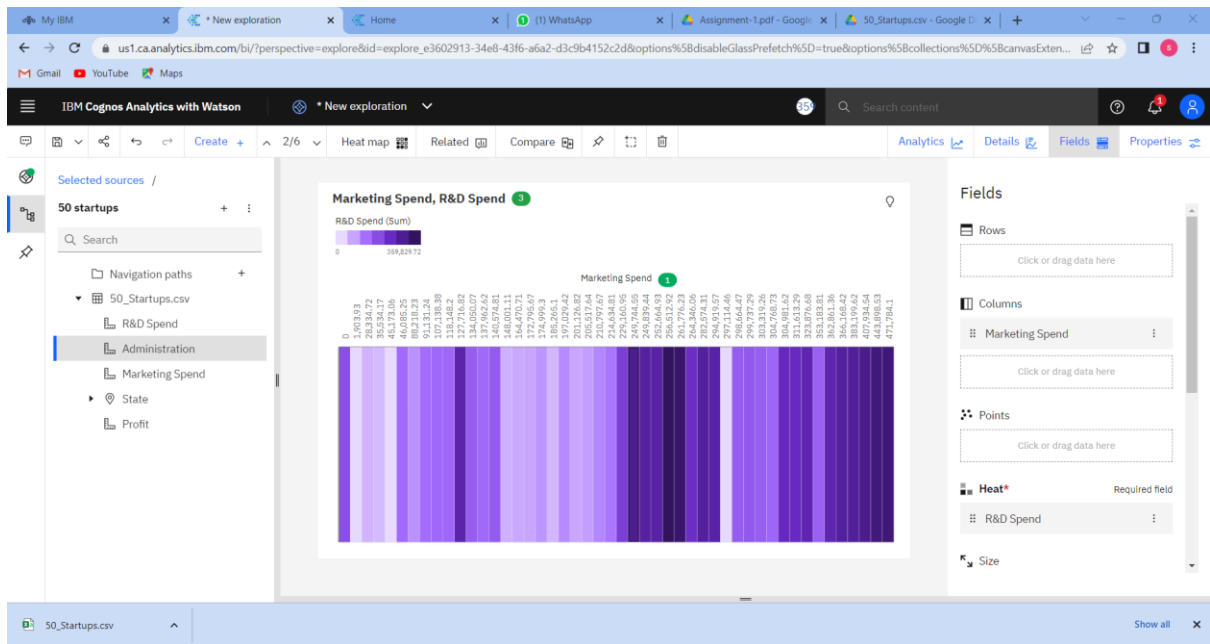 My IBM
* New exploration
Home
(1) WhatsApp
Assignment-1.pdf - Google
50_Startups.csv - Google D
us1.ca.analytics.ibm.com/bi/?perspective=explore&id=explore_e3602913-34e8-43f6-a6a2-d3c9b4152c2d&options%5BdisableGlassPrefetch%5D=true&options%5Bcollections%5D%5BcanvasExten...
Gmail YouTube Maps
IBM Cognos Analytics with Watson * New exploration Search content
Create + 2/6 Heat map Related Compare Analytics Details Fields Properties
Selected sources /
50 startups
Search
Navigation paths
50_Startups.csv
R&D Spend
Administration
Marketing Spend
State
Profit
Marketing Spend, R&D Spend 3
R&D Spend (Sum)
0 359,829.72
Marketing Spend 1
0
1,903.93
28,334.72
35,534.17
45,173.06
46,085.25
88,218.23
91,131.24
107,138.38
118,148.2
127,716.82
134,050.07
137,962.62
140,574.81
148,001.11
164,470.71
172,795.67
174,999.3
185,265.1
197,029.42
201,126.82
205,517.64
210,797.67
214,634.81
229,160.95
249,744.55
249,839.44
252,664.93
256,512.92
261,776.23
264,346.06
282,574.31
294,919.57
297,114.46
298,664.47
299,737.29
303,319.26
304,768.73
304,981.62
311,613.29
323,876.68
353,183.81
362,861.36
366,168.42
383,199.62
407,934.54
443,898.53
471,784.1
Fields
Rows
Click or drag data here
Columns
Marketing Spend
Click or drag data here
Points
Click or drag data here
Heat* Required field
R&D Spend
Size
50_Startups.csv
Show all